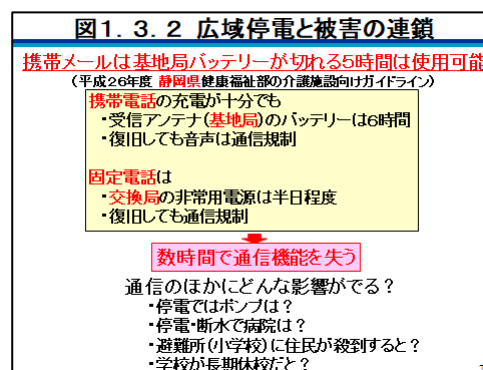 図1.3.2 広域停電と被害の連鎖
携帯メールは基地局バッテリーが切れる5時間は使用可能
(平成26年度 静岡県健康福祉部の介護施設向けガイドライン)
携帯電話の充電が十分でも
・受信アンテナ(基地局)のバッテリーは6時間
・復旧しても音声は通信規制
固定電話は
・交換局の非常用電源は半日程度
・復旧しても通信規制
数時間で通信機能を失う
通信のほかにどんな影響がでる?
・停電ではポンプは?
・停電・断水で病院は?
・避難所(小学校)に住民が殺到すると?
・学校が長期休校だと?